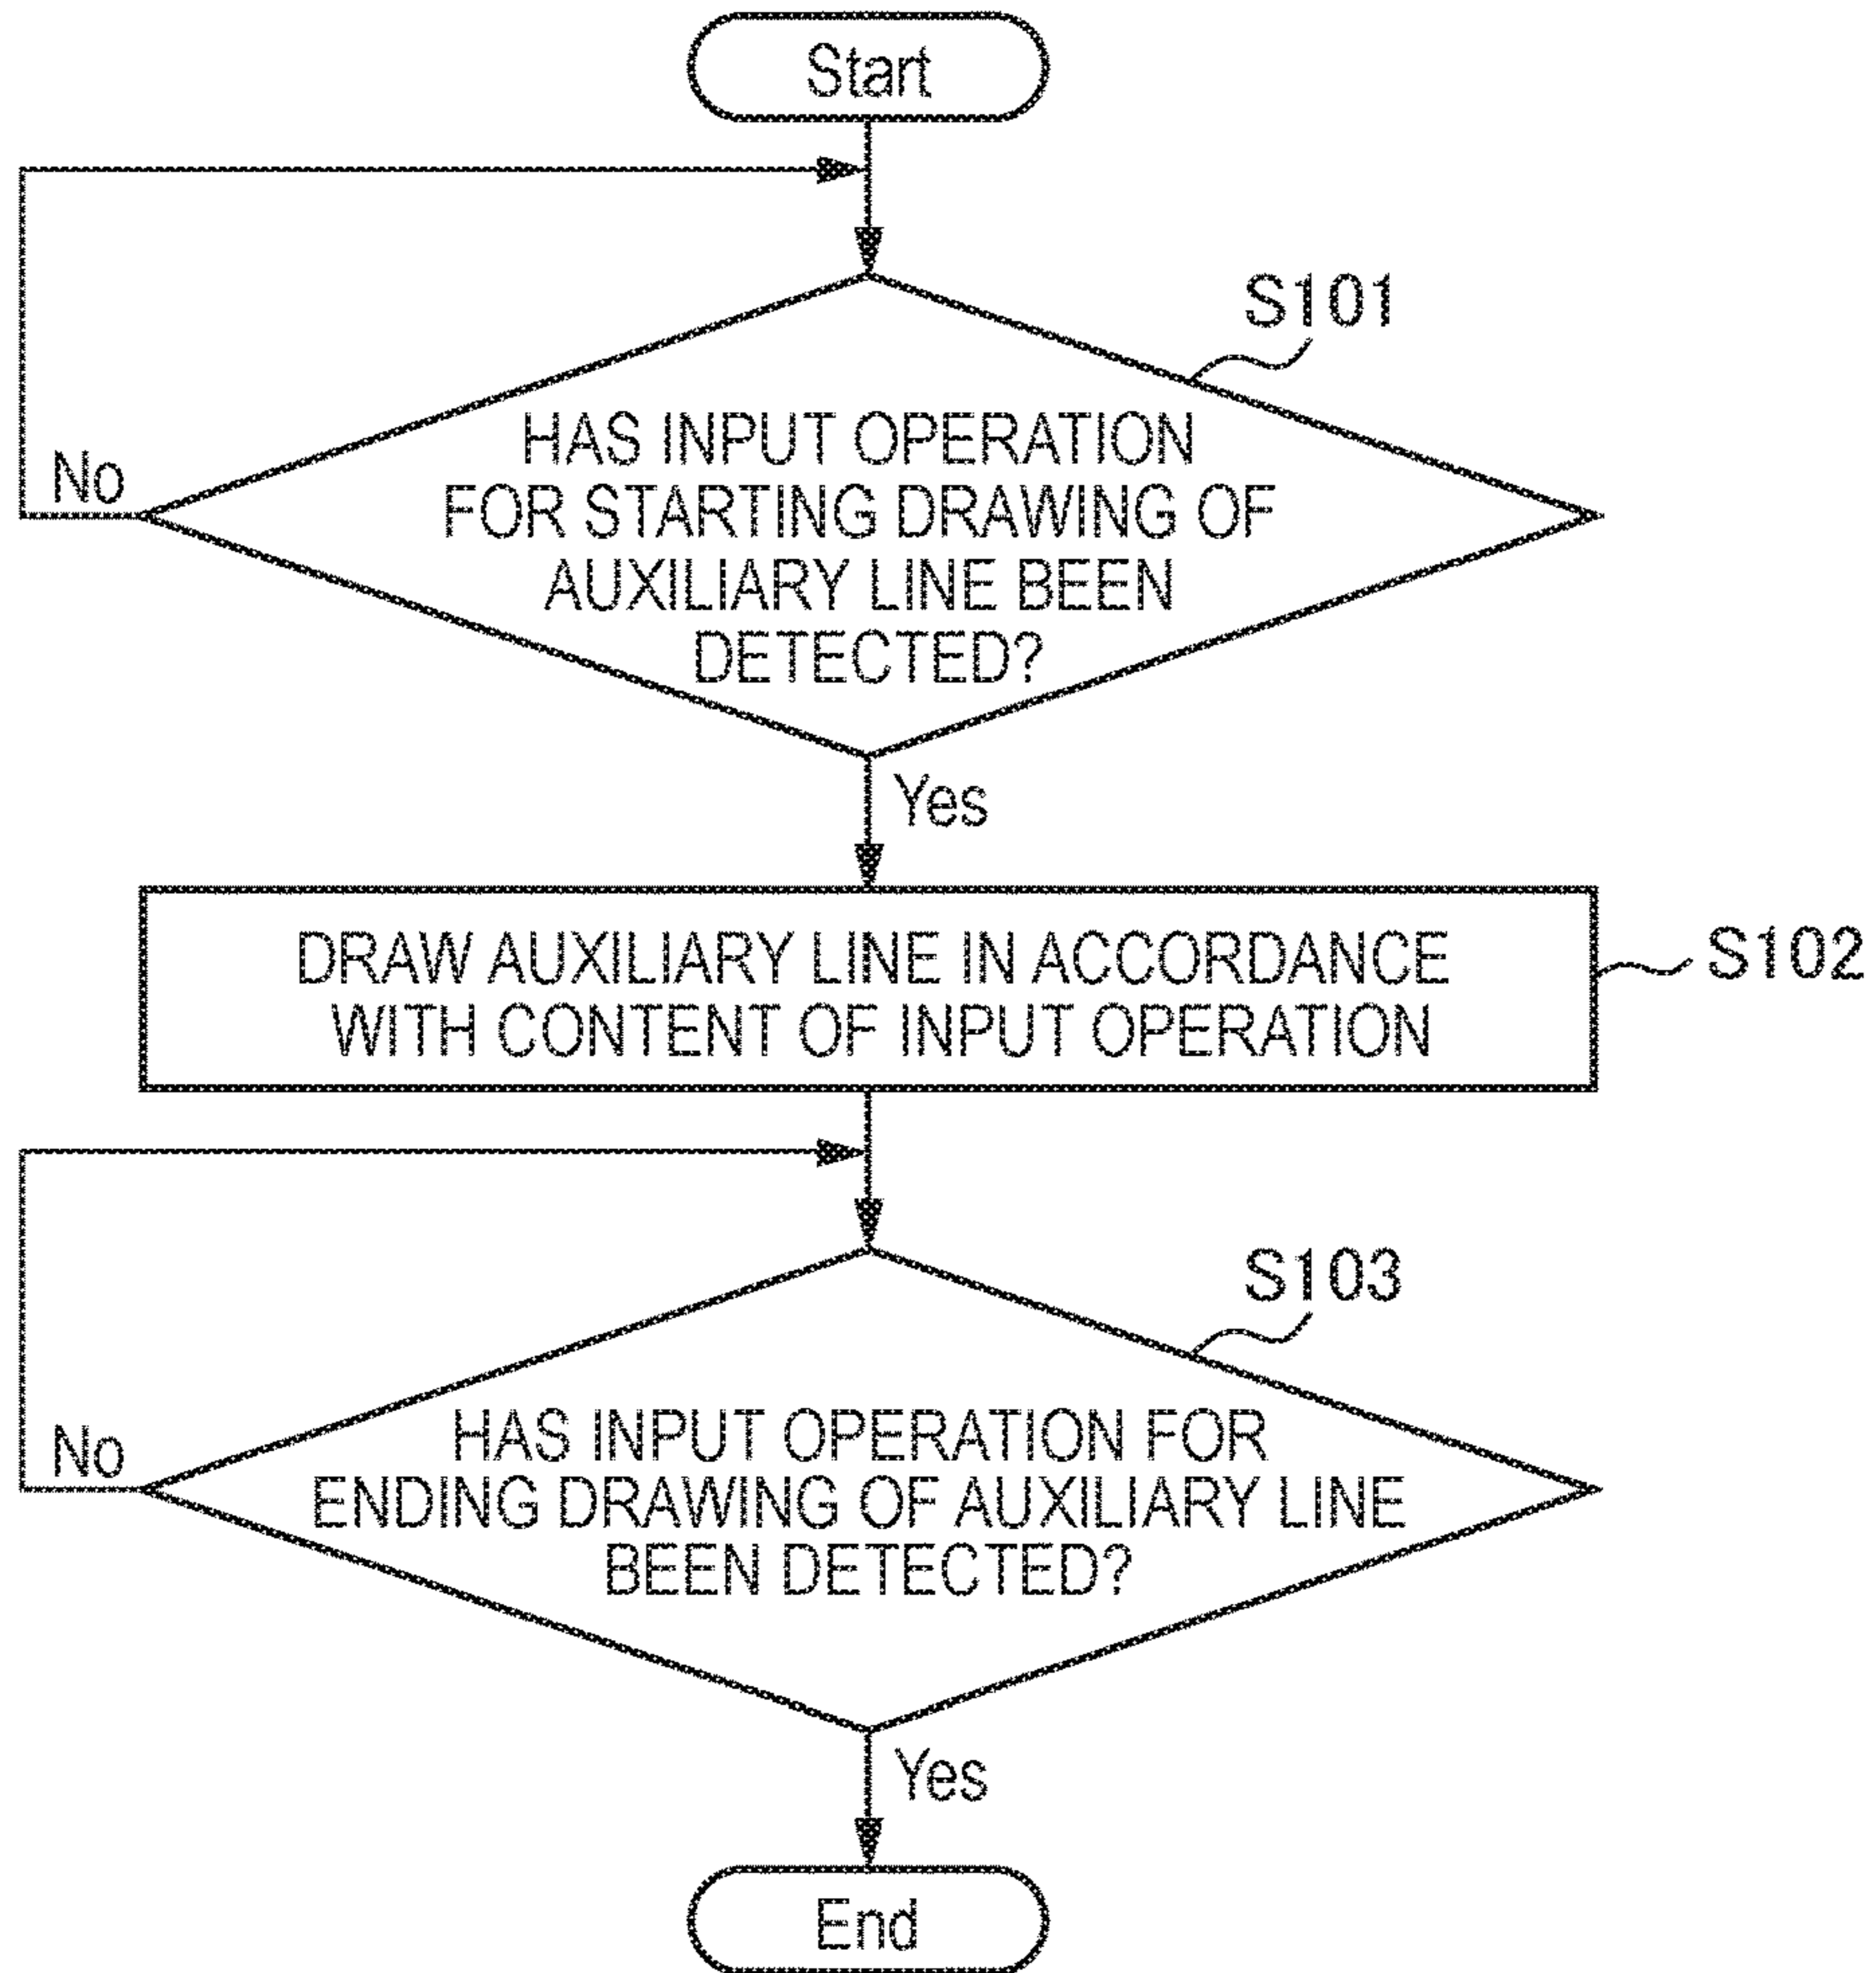 Start
S101
HAS INPUT OPERATION
FOR STARTING DRAWING OF
AUXILIARY LINE BEEN
DETECTED?
No
Yes
DRAW AUXILIARY LINE IN ACCORDANCE
WITH CONTENT OF INPUT OPERATION
S102
S103
HAS INPUT OPERATION FOR
ENDING DRAWING OF AUXILIARY LINE
BEEN DETECTED?
No
Yes
End